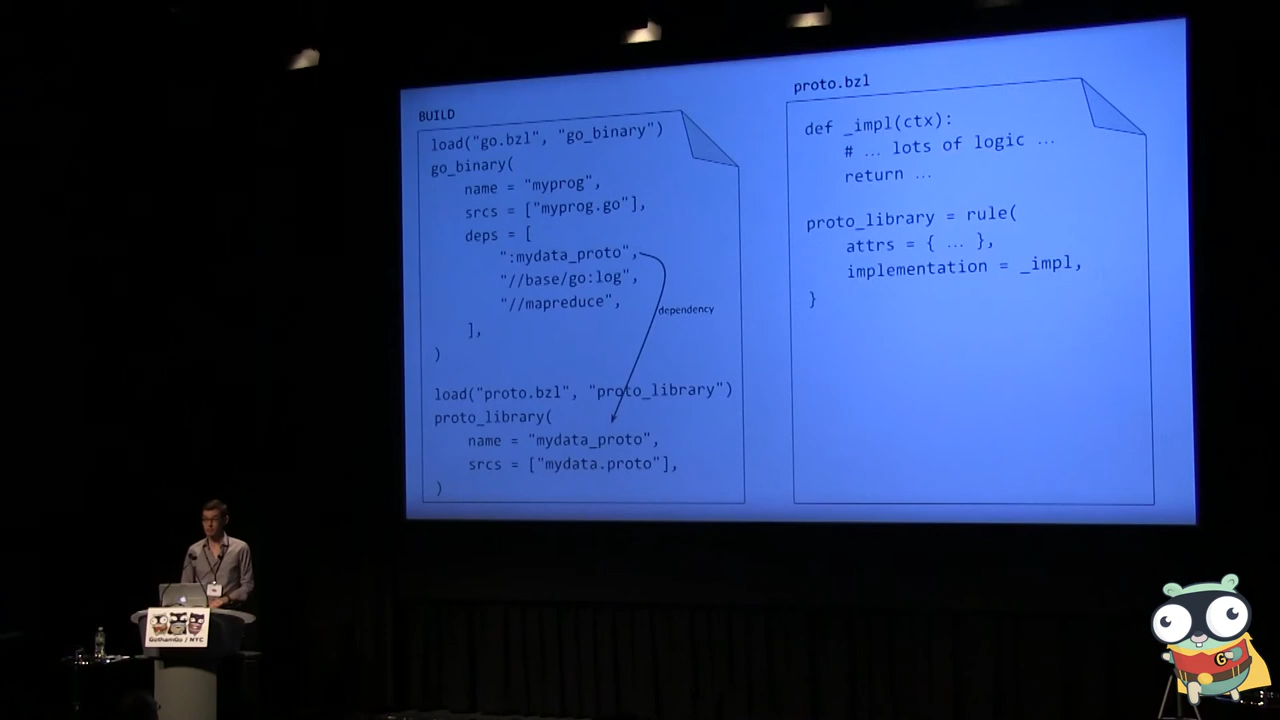 BUILD
load("go.bzl", "go_binary")
go_binary(
name = "myprog",
srcs = ["myprog.go"],
deps = [
":mydata_proto",
"//base/go:log",
"//mapreduce",
],
)
dependency
load("proto.bzl", "proto_library")
proto_library(
name = "mydata_proto",
srcs = ["mydata.proto"],
)
proto.bzl
def _impl(ctx):
# … lots of logic …
return …
proto_library = rule(
attrs = { … },
implementation = _impl,
}
GothamGo / NYC
G